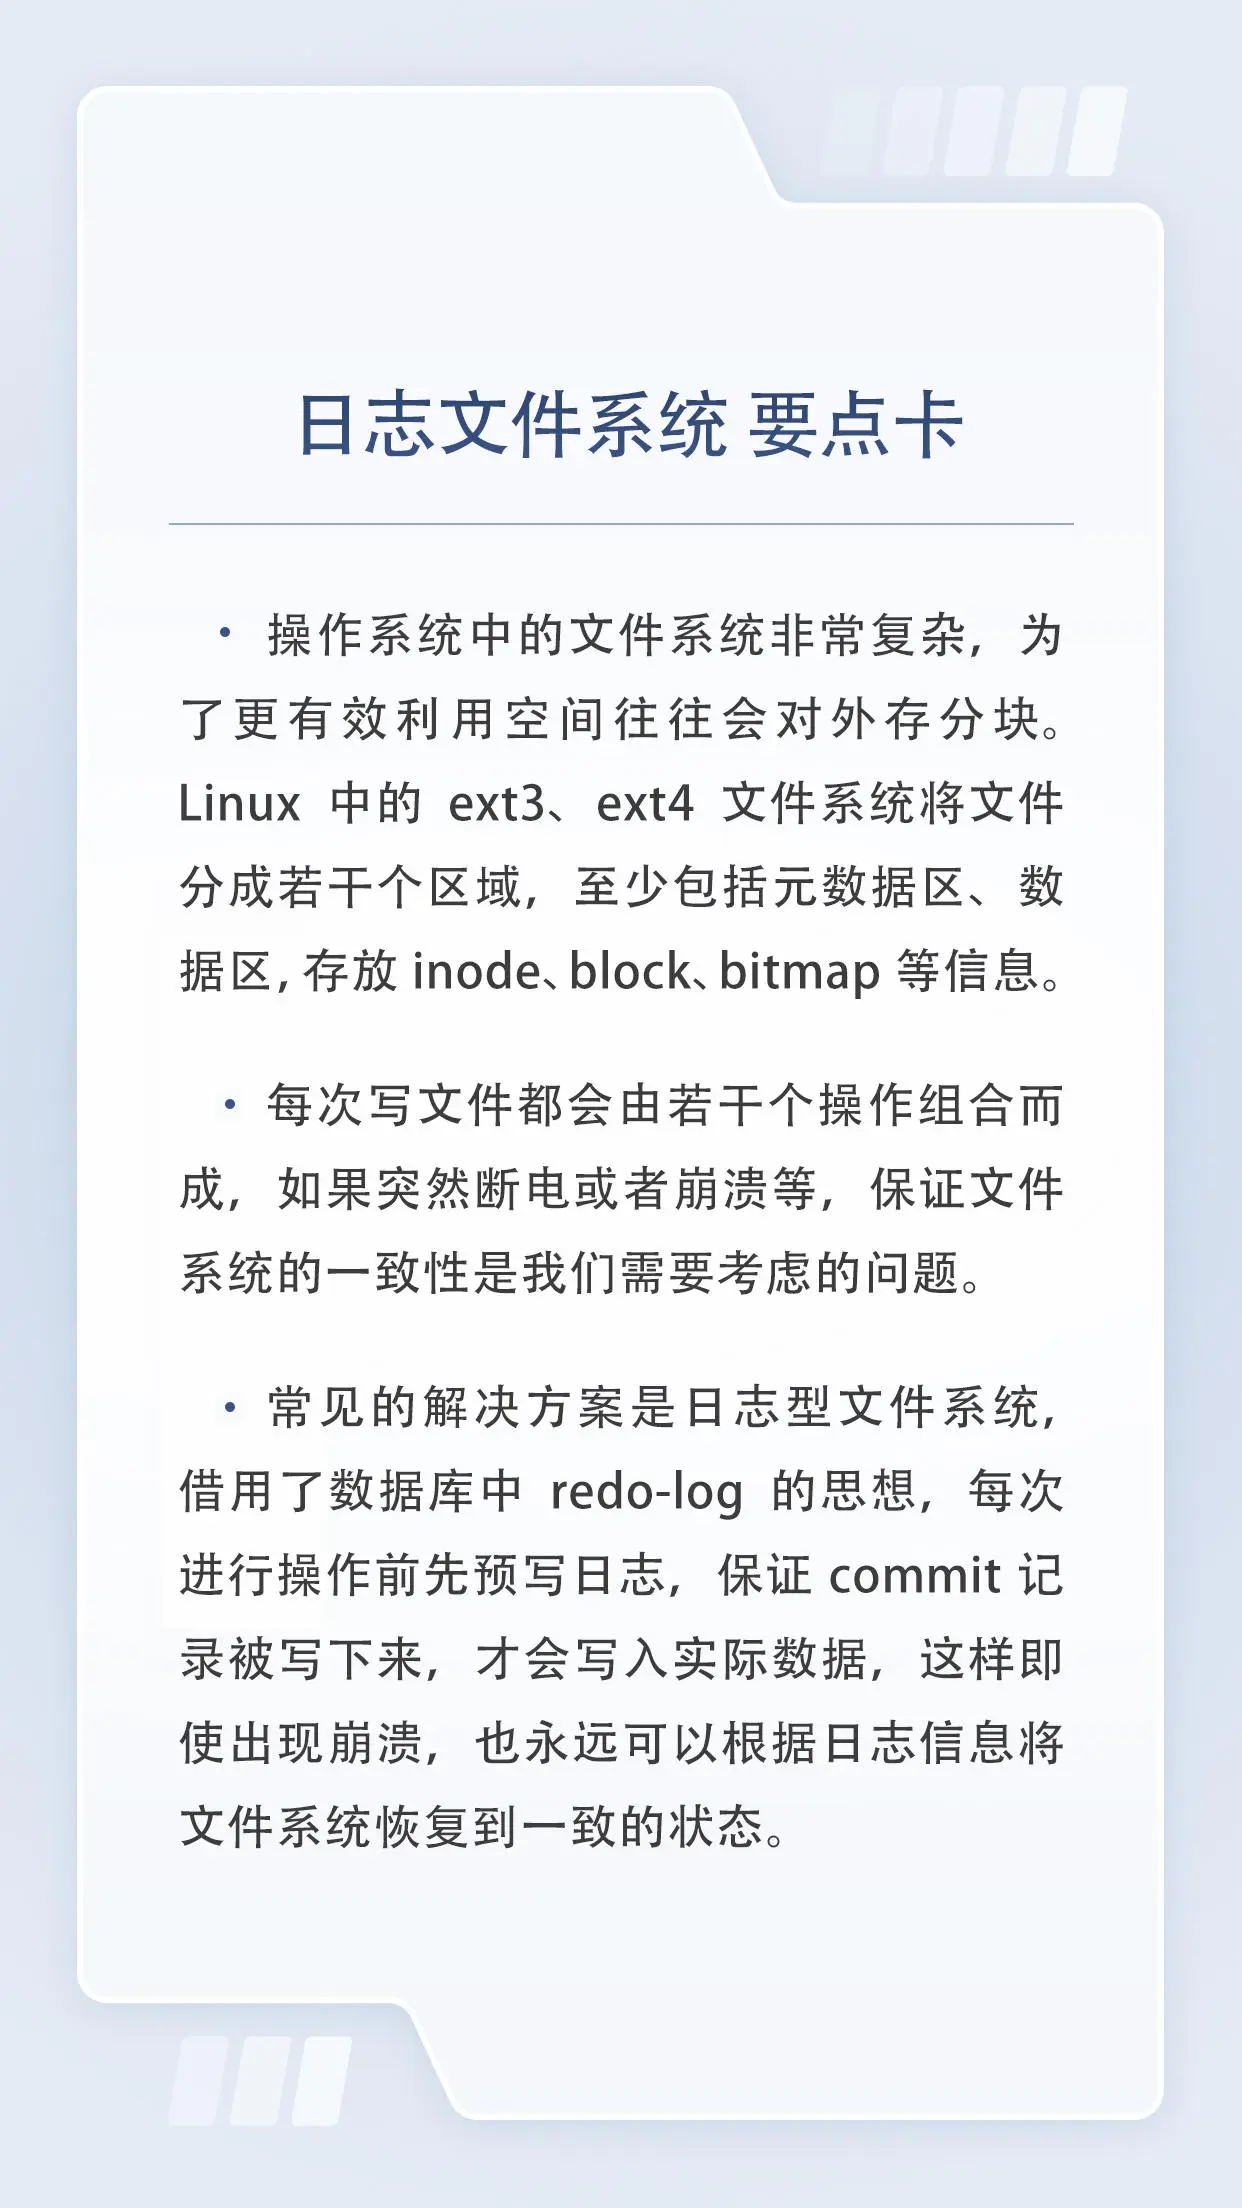 日志文件系统 要点卡
• 操作系统中的文件系统非常复杂，为
了更有效利用空间往往会对外存分块。
Linux 中的 ext3、ext4 文件系统将文件
分成若干个区域，至少包括元数据区、数
据区，存放 inode、block、bitmap 等信息。
• 每次写文件都会由若干个操作组合而
成，如果突然断电或者崩溃等，保证文件
系统的一致性是我们需要考虑的问题。
• 常见的解决方案是日志型文件系统，
借用了数据库中 redo-log 的思想，每次
进行操作前先预写日志，保证 commit 记
录被写下来，才会写入实际数据，这样即
使出现崩溃，也永远可以根据日志信息将
文件系统恢复到一致的状态。